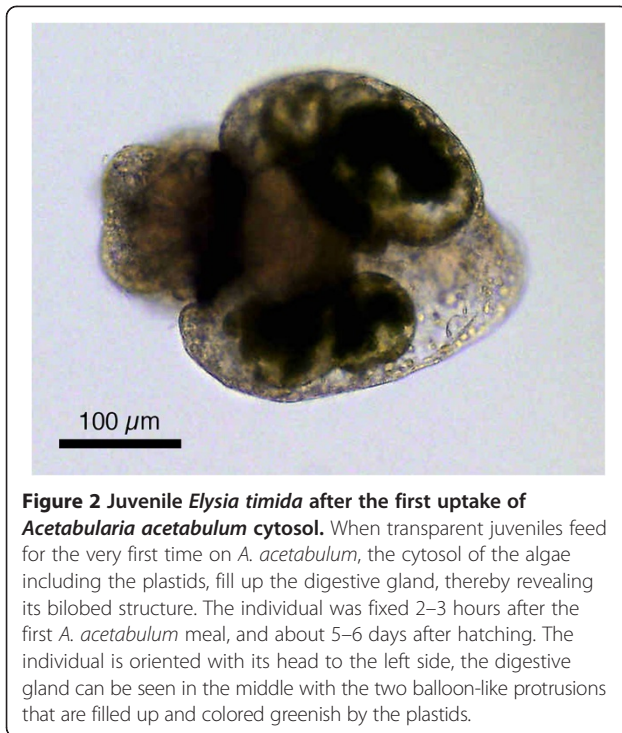 100 µm
Figure 2 Juvenile Elysia timida after the first uptake of
Acetabularia acetabulum cytosol. When transparent juveniles feed
for the very first time on A. acetabulum, the cytosol of the algae
including the plastids, fill up the digestive gland, thereby revealing
its bilobed structure. The individual was fixed 2–3 hours after the
first A. acetabulum meal, and about 5–6 days after hatching. The
individual is oriented with its head to the left side, the digestive
gland can be seen in the middle with the two balloon-like protrusions
that are filled up and colored greenish by the plastids.